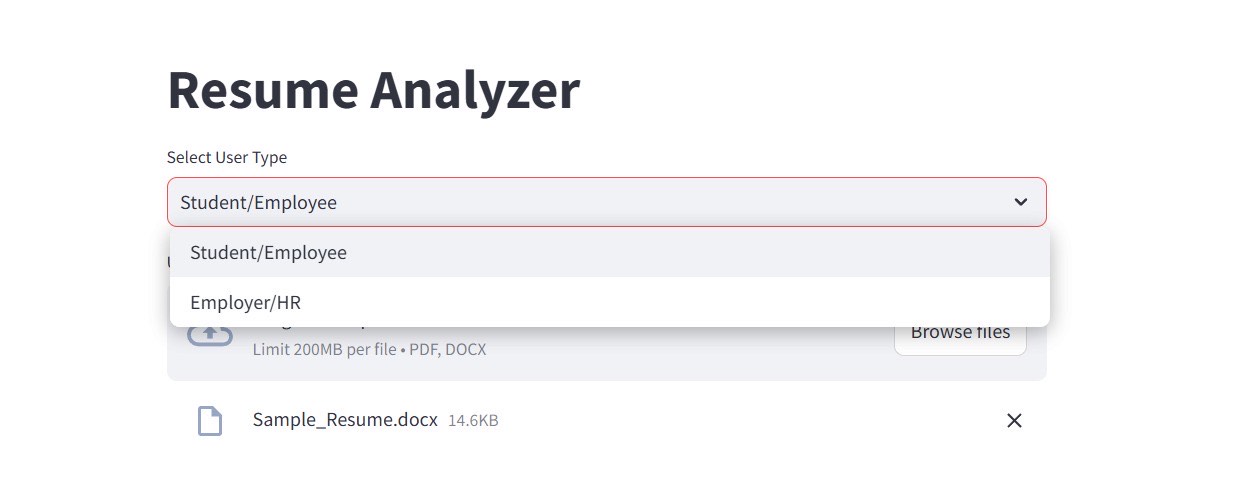 Resume Analyzer
Select User Type
Student/Employee
Student/Employee
Employer/HR
Browse files
Limit 200MB per file • PDF, DOCX
Sample_Resume.docx 14.6KB